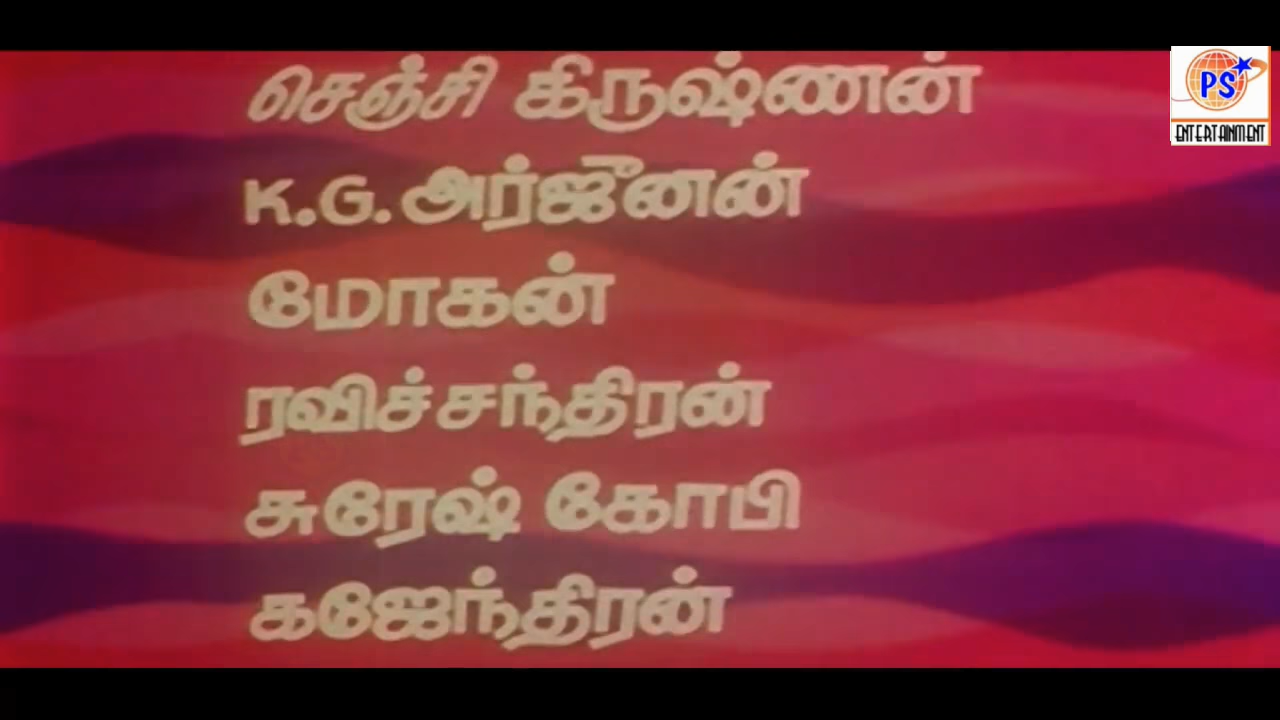 செஞ்சி கிருஷ்ணன்
PS
ENTERTAINMENT
K.G. அர்ஜூனன்
மோகன்
ரவிச்சந்திரன்
சுரேஷ் கோபி
கஜேந்திரன்